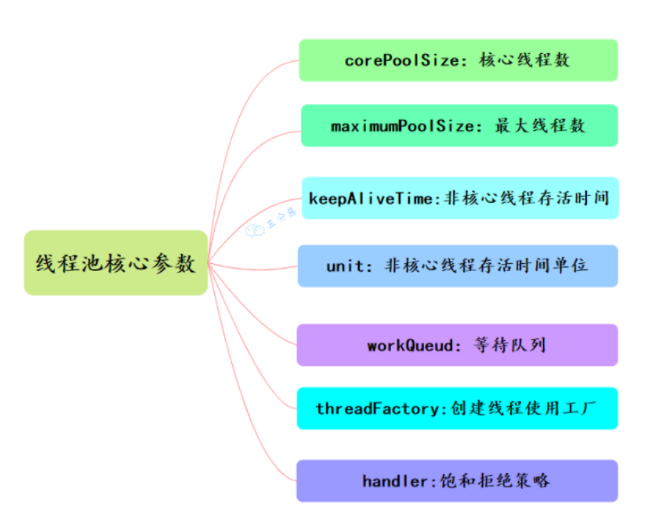 corePoolSize: 核心线程数
maximumPoolSize: 最大线程数
keepAliveTime:非核心线程存活时间
三分恶
线程池核心参数
unit: 非核心线程存活时间单位
workQueud: 等待队列
threadFactory:创建线程使用工厂
handler:饱和拒绝策略